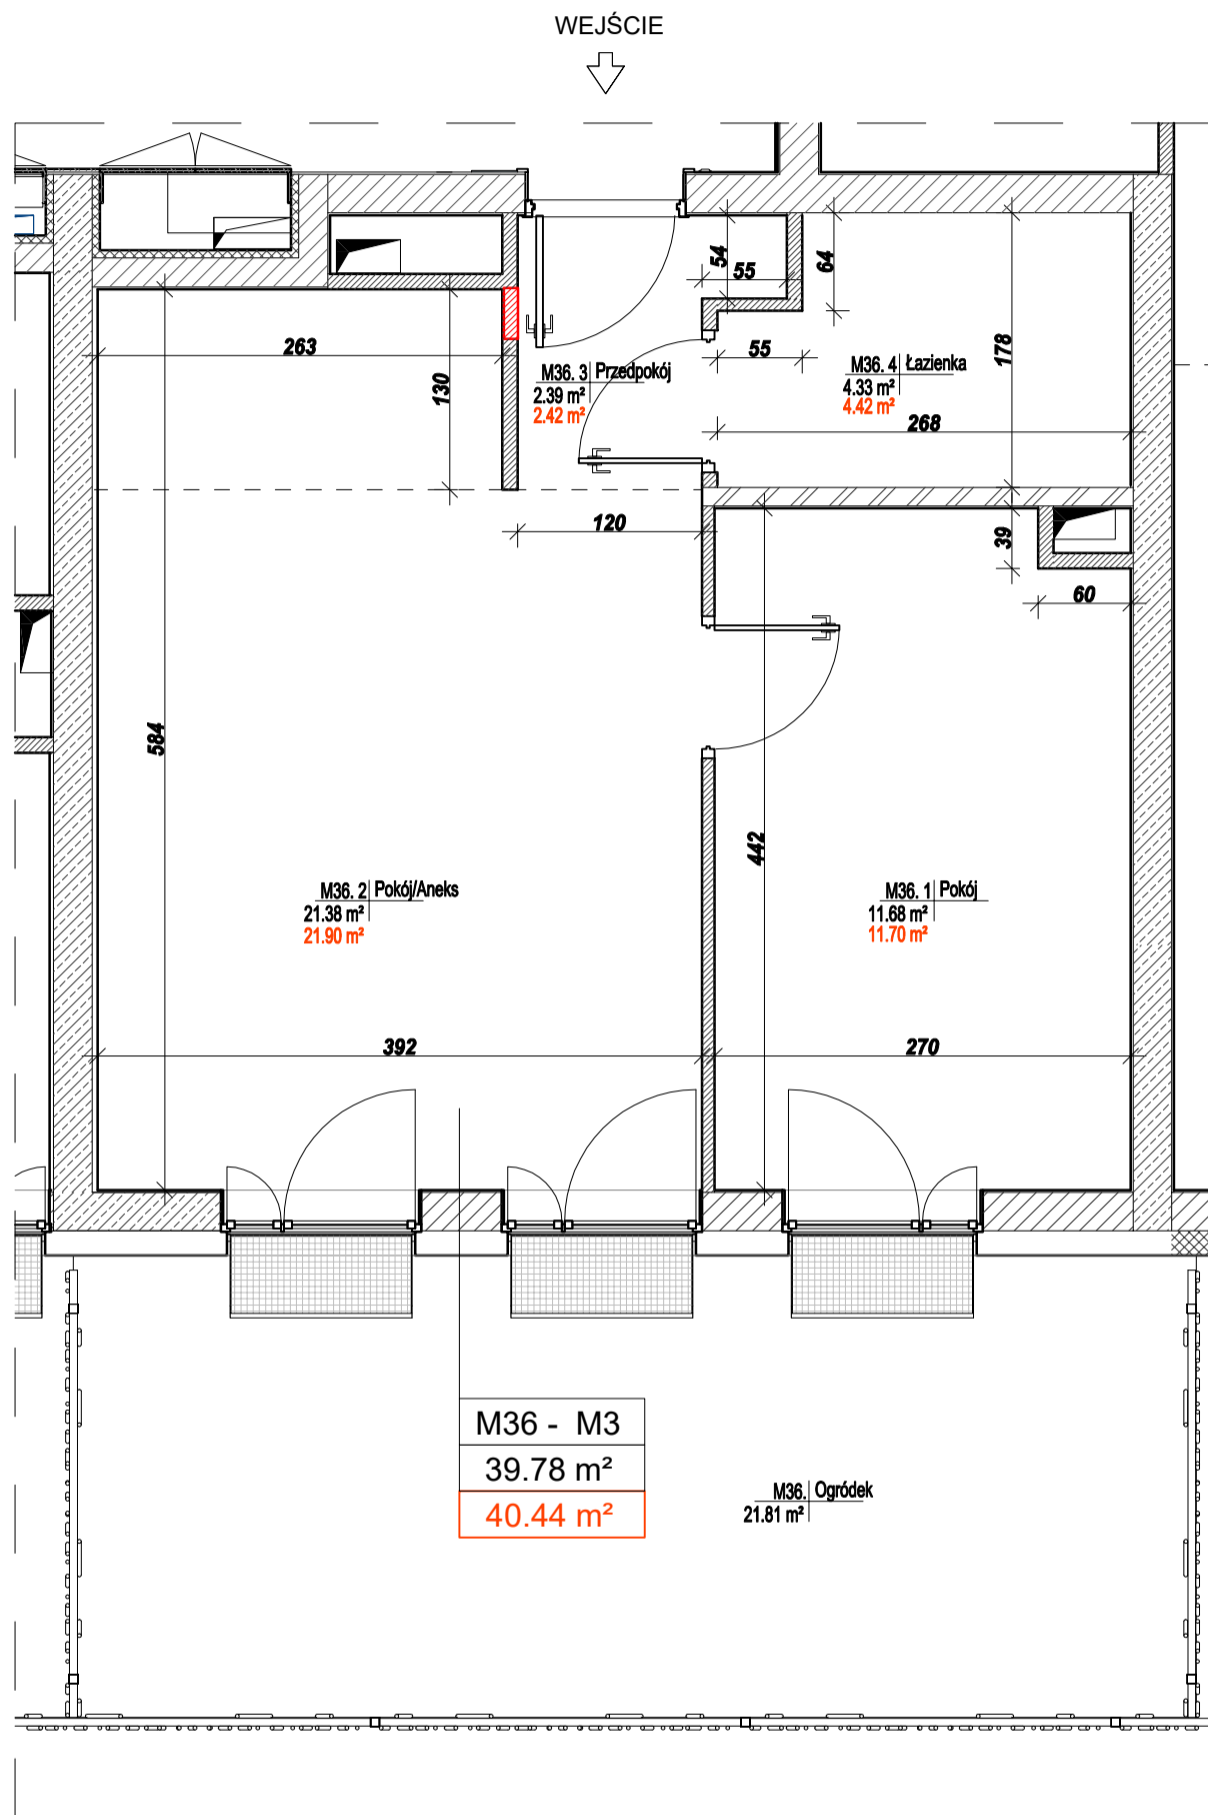 WEJŚCIE
54
55
64
263
130
M36. 3 Przedpokój
2.39 m²
2.42 m²
55
M36. 4 Łazienka
4.33 m²
4.42 m²
178
268
120
39
60
584
442
M36. 2 Pokój/Aneks
21.38 m²
21.90 m²
M36. 1 Pokój
11.68 m²
11.70 m²
392
270
M36 - M3
39.78 m²
40.44 m²
M36. Ogródek
21.81 m²